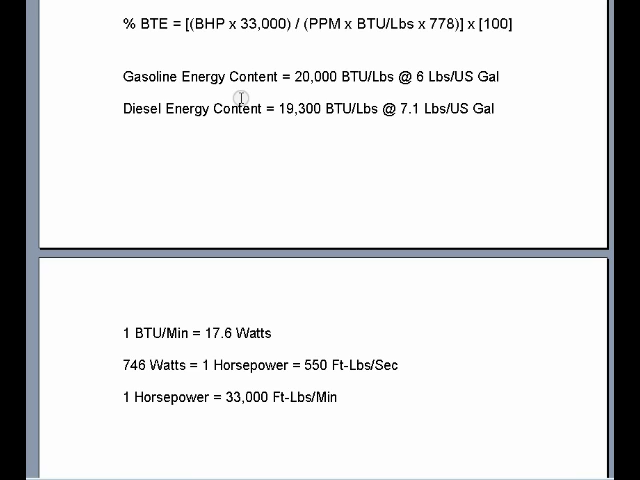 % BTE = [(BHP x 33,000) / (PPM x BTU/Lbs x 778)] x [100]
Gasoline Energy Content = 20,000 BTU/Lbs @ 6 Lbs/US Gal
Diesel Energy Content = 19,300 BTU/Lbs @ 7.1 Lbs/US Gal
1 BTU/Min = 17.6 Watts
746 Watts = 1 Horsepower = 550 Ft-Lbs/Sec
1 Horsepower = 33,000 Ft-Lbs/Min